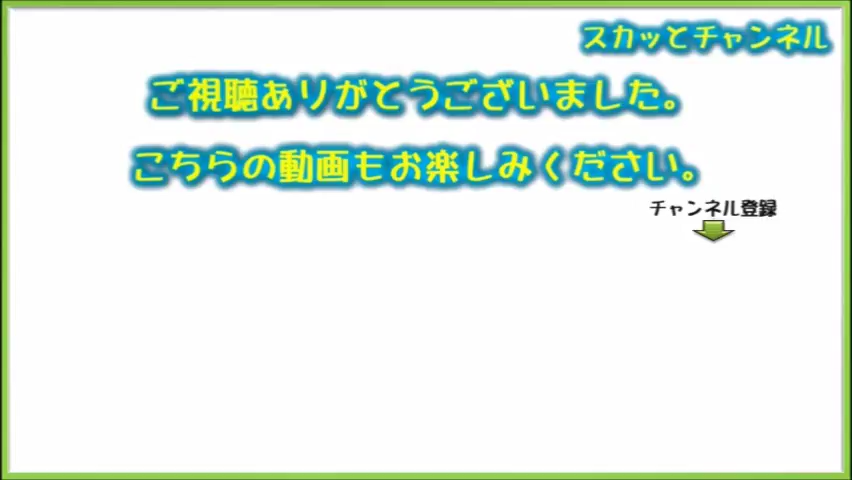 スカッとチャンネル
ご視聴ありがとうございました。
こちらの動画もお楽しみください。
チャンネル登録